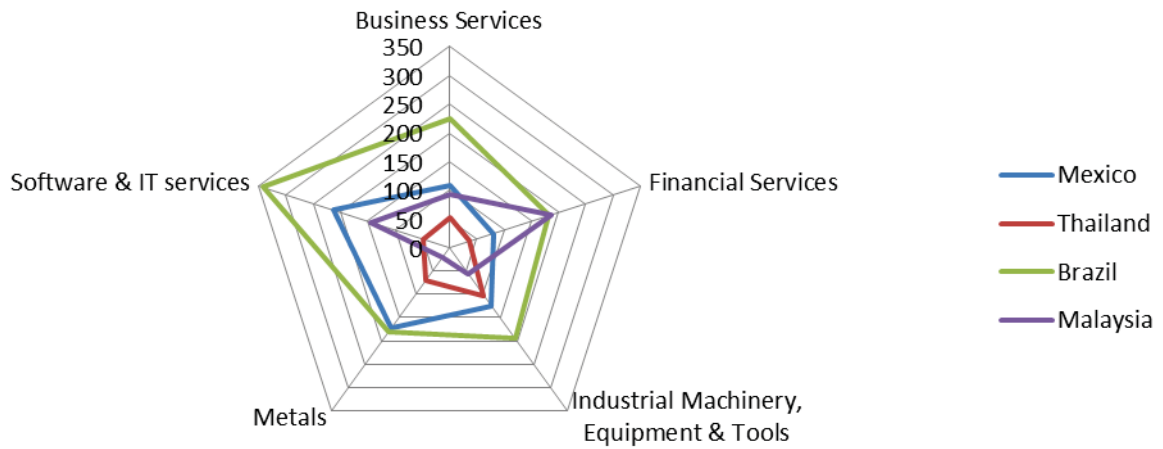 Business Services
350
300
250
200
150
100
50
0
Software & IT services
Financial Services
Metals
Industrial Machinery,
Equipment & Tools
Mexico
Thailand
Brazil
Malaysia